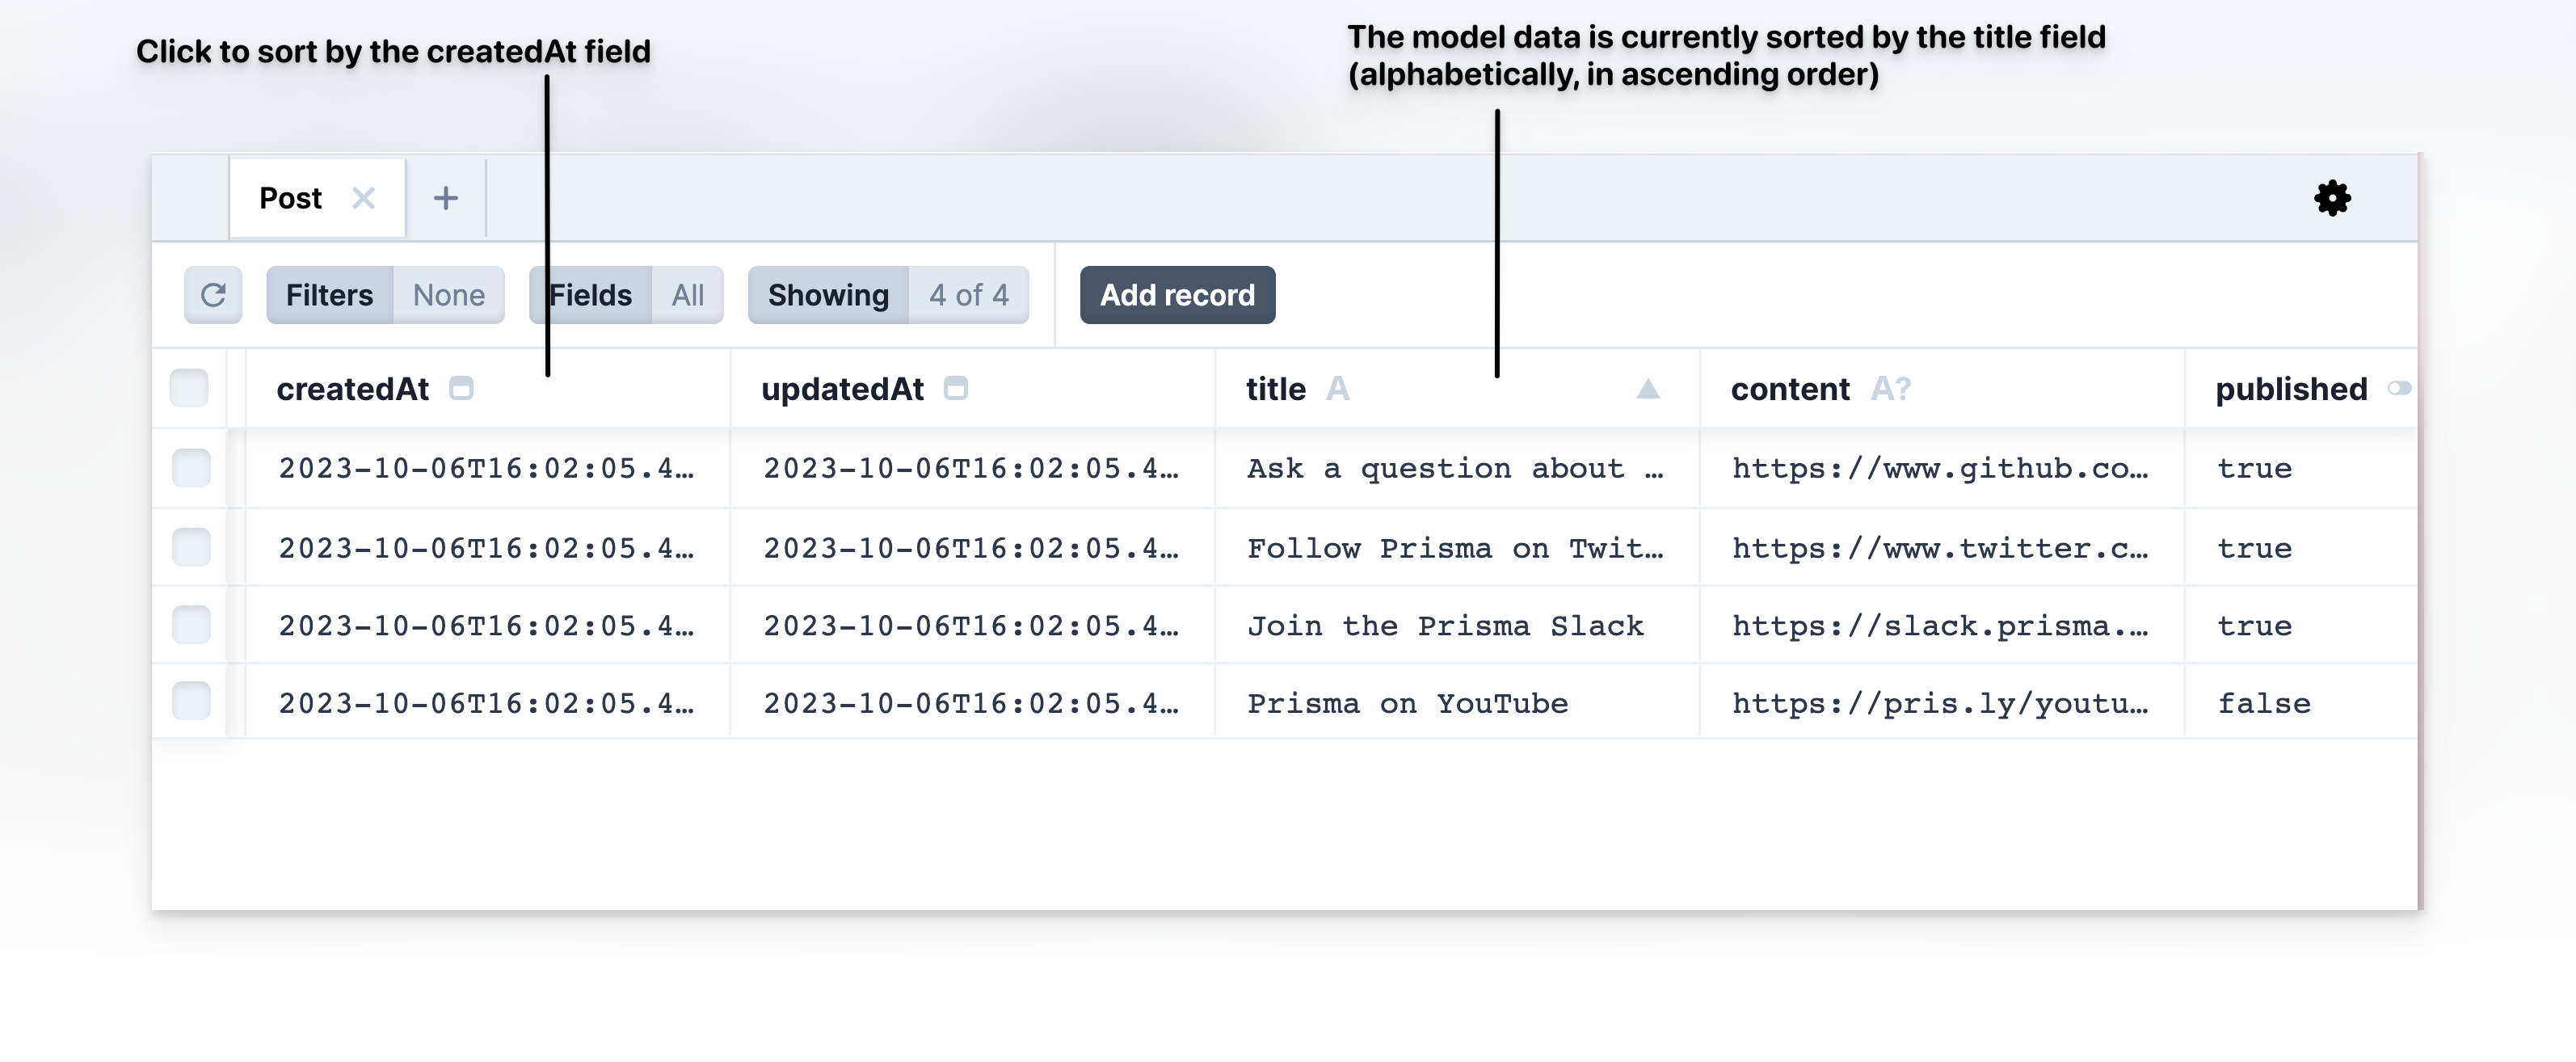 Click to sort by the createdAt field
The model data is currently sorted by the title field
(alphabetically, in ascending order)
Post
Filters None Fields All Showing 4 of 4 Add record
createdAt updatedAt title A content A? published
2023-10-06T16:02:05.4… 2023-10-06T16:02:05.4… Ask a question about … https://www.github.co… true
2023-10-06T16:02:05.4… 2023-10-06T16:02:05.4… Follow Prisma on Twit… https://www.twitter.c… true
2023-10-06T16:02:05.4… 2023-10-06T16:02:05.4… Join the Prisma Slack https://slack.prisma.… true
2023-10-06T16:02:05.4… 2023-10-06T16:02:05.4… Prisma on YouTube https://pris.ly/youtu… false